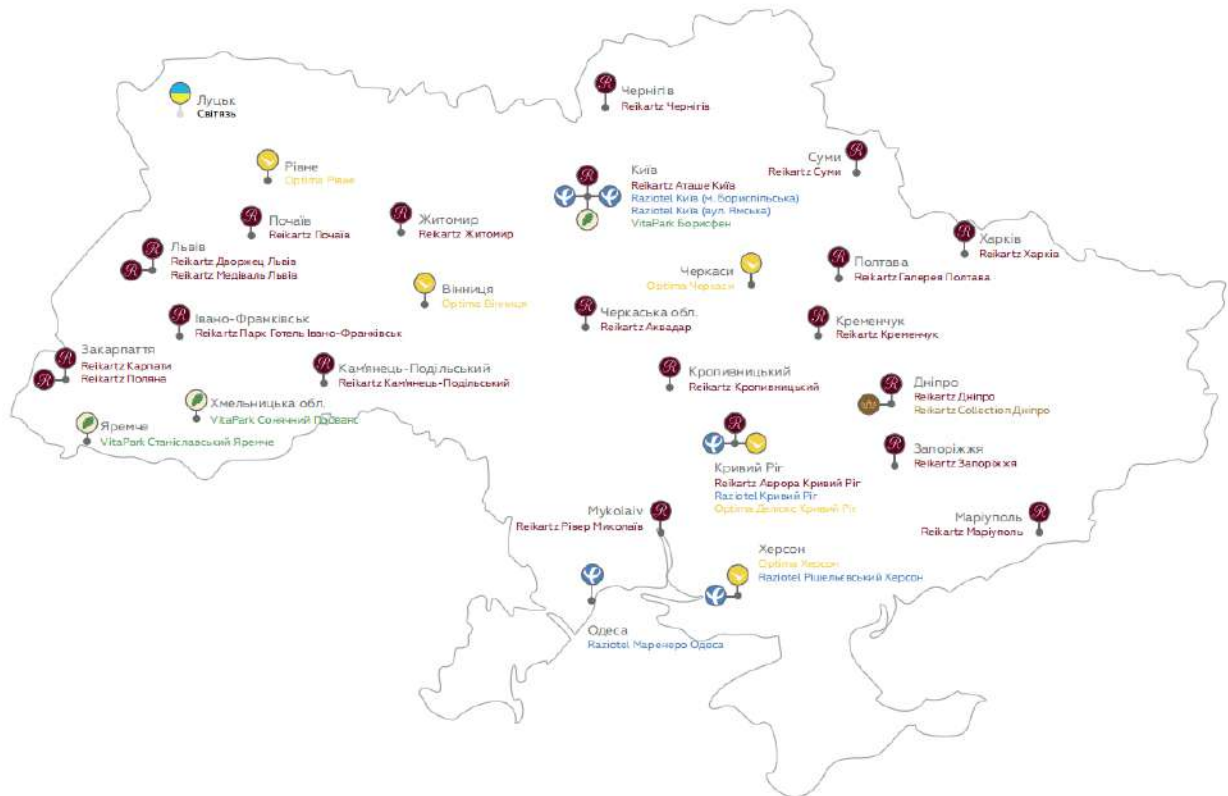 Луцьк
Світязь
Чернігів
Reikartz Чернігів
Рівне
Optima Рівне
Київ
Reikartz Аташе Київ
Raziotel Київ (м. Бориспільська)
Raziotel Київ (вул. Ямська)
VitaPark Борисфен
Суми
Reikartz Суми
Почаїв
Reikartz Почаїв
Житомир
Reikartz Житомир
Харків
Reikartz Харків
Львів
Reikartz Дворжец Львів
Reikartz Медіваль Львів
Полтава
Reikartz Галерея Полтава
Черкаси
Optima Черкаси
Вінниця
Optima Вінниця
Івано-Франківськ
Reikartz Парк Готель Івано-Франківськ
Черкаська обл.
Reikartz Аквадар
Кременчук
Reikartz Кременчук
Закарпаття
Reikartz Карпати
Reikartz Поляна
Кам'янець-Подільський
Reikartz Кам'янець-Подільський
Кропивницький
Reikartz Кропивницький
Дніпро
Reikartz Дніпро
Reikartz Collection Дніпро
Хмельницька обл.
VitaPark Сонячний Прованс
Яремче
VitaPark Станіславський Яремче
Запоріжжя
Reikartz Запоріжжя
Кривий Ріг
Reikartz Аврора Кривий Ріг
Raziotel Кривий Ріг
Optima Делюкс Кривий Ріг
Mykolaiv
Reikartz Рівер Миколаїв
Маріуполь
Reikartz Маріуполь
Херсон
Optima Херсон
Raziotel Рішельєвський Херсон
Одеса
Raziotel Маренеро Одеса